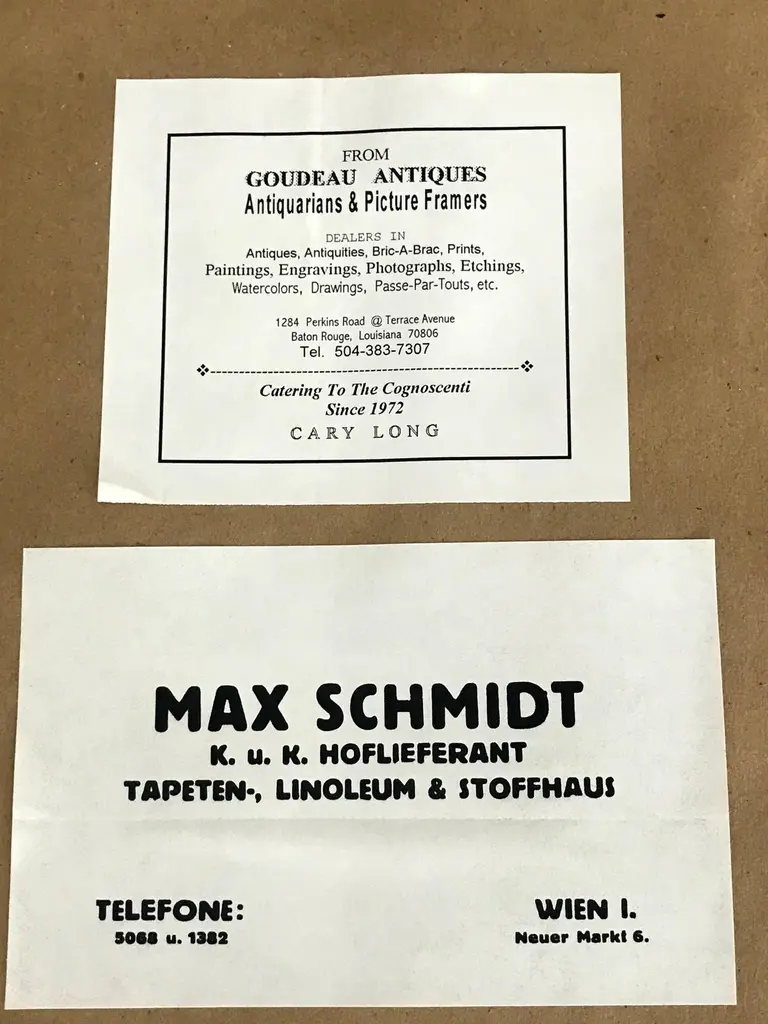 FROM
GOUDEAU ANTIQUES
Antiquarians & Picture Framers
DEALERS IN
Antiques, Antiquities, Bric-A-Brac, Prints,
Paintings, Engravings, Photographs, Etchings,
Watercolors, Drawings, Passe-Par-Touts, etc.
1284 Perkins Road @ Terrace Avenue
Baton Rouge, Louisiana 70806
Tel. 504-383-7307
Catering To The Cognoscenti
Since 1972
CARY LONG
MAX SCHMIDT
K. u. K. HOFLIEFERANT
TAPETEN-, LINOLEUM & STOFFHAUS
TELEFONE:
5068 u. 1382
WIEN I.
Neuer Markt 6.